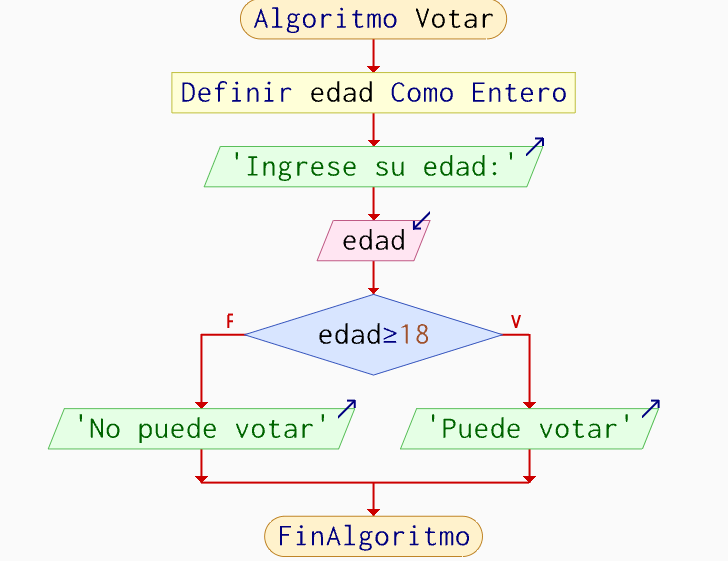 Algoritmo Votar
Definir edad Como Entero
'Ingrese su edad:'
edad
edad≥18
F
V
'No puede votar'
'Puede votar'
FinAlgoritmo